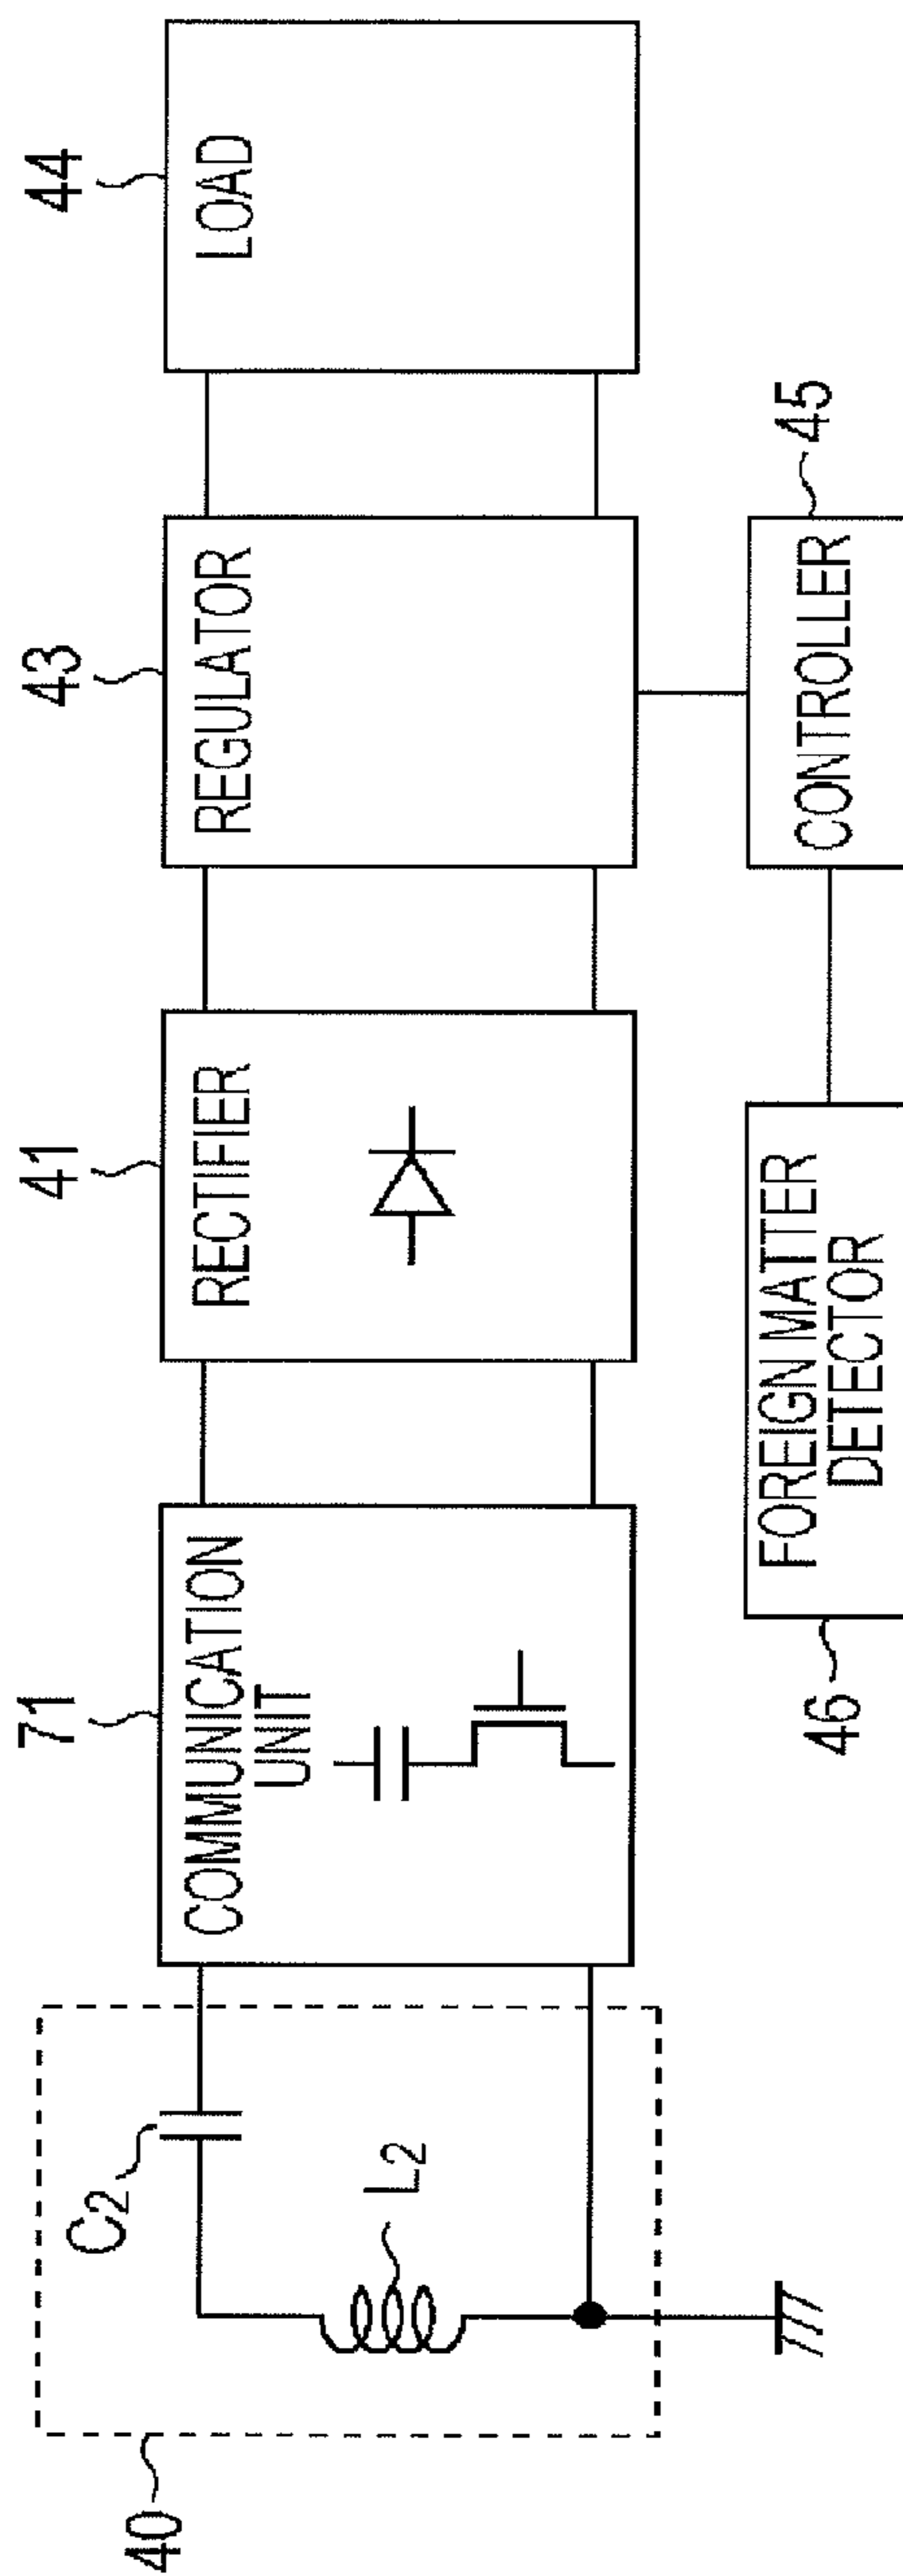 40
C2
L2
71
COMMUNICATION
UNIT
41
RECTIFIER
43
REGULATOR
44
LOAD
46
FOREIGN MATTER
DETECTOR
45
CONTROLLER